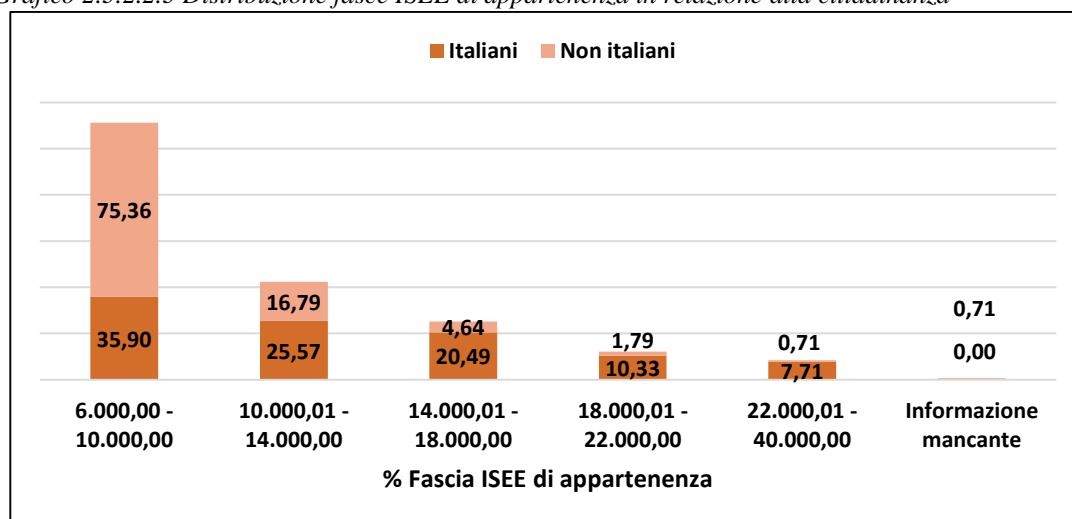 Grafico 2.3.2.2.3 Distribuzione fasce ISEE di appartenenza in relazione alla cittadinanza
Italiani Non italiani
75,36
35,90
16,79
25,57
4,64
20,49
1,79
10,33
0,71
7,71
0,71
0,00
6.000,00 - 10.000,01 - 14.000,01 - 18.000,01 - 22.000,01 - Informazione
10.000,00 14.000,00 18.000,00 22.000,00 40.000,00 mancante
% Fascia ISEE di appartenenza